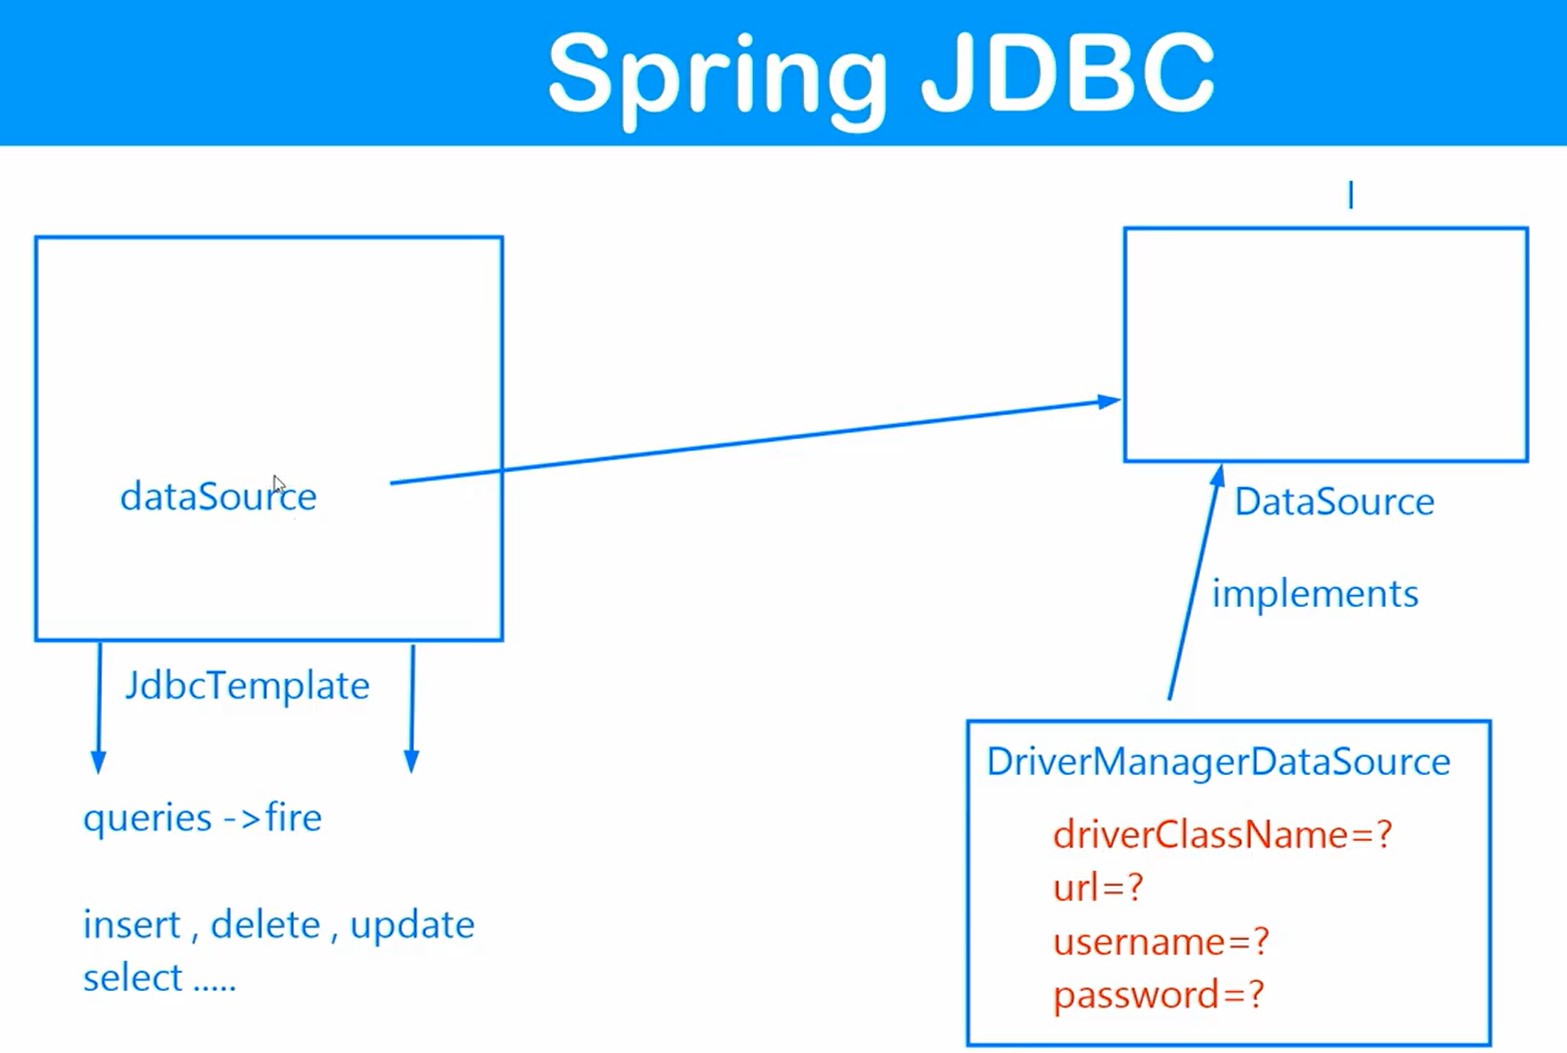 Spring JDBC
I
dataSource
JdbcTemplate
queries ->fire
insert , delete , update
select .....
DataSource
implements
DriverManagerDataSource
driverClassName=?
url=?
username=?
password=?